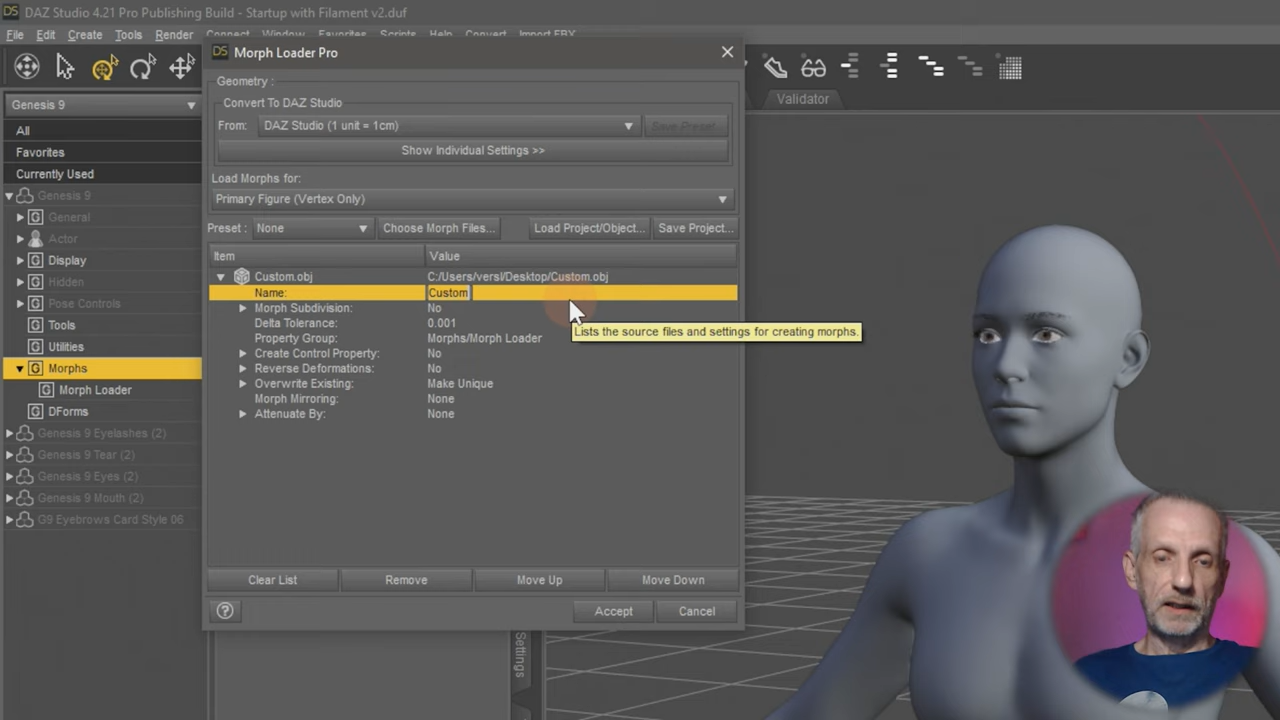 DAZ Studio 4.21 Pro Publishing Build - Startup with Filament v2.duf
File Edit Create Tools Render Connect Window Favorites Scripts Help Convert Import FBX
Morph Loader Pro
Geometry :
Convert To DAZ Studio
From: DAZ Studio (1 unit = 1cm) Save Preset...
Show Individual Settings >>
Load Morphs for:
Primary Figure (Vertex Only)
Preset : None Choose Morph Files... Load Project/Object... Save Project...
Item Value
Custom.obj C:/Users/versl/Desktop/Custom.obj
Name: Custom
Morph Subdivision: No
Delta Tolerance: 0.001
Property Group: Morphs/Morph Loader
Create Control Property: No
Reverse Deformations: No
Overwrite Existing: Make Unique
Morph Mirroring: None
Attenuate By: None
Lists the source files and settings for creating morphs.
Clear List Remove Move Up Move Down
Accept Cancel
Genesis 9
All
Favorites
Currently Used
Genesis 9
General
Actor
Display
Hidden
Pose Controls
Tools
Utilities
Morphs
Morph Loader
DForms
Genesis 9 Eyelashes (2)
Genesis 9 Tear (2)
Genesis 9 Eyes (2)
Genesis 9 Mouth (2)
G9 Eyebrows Card Style 06
Validator
Settings